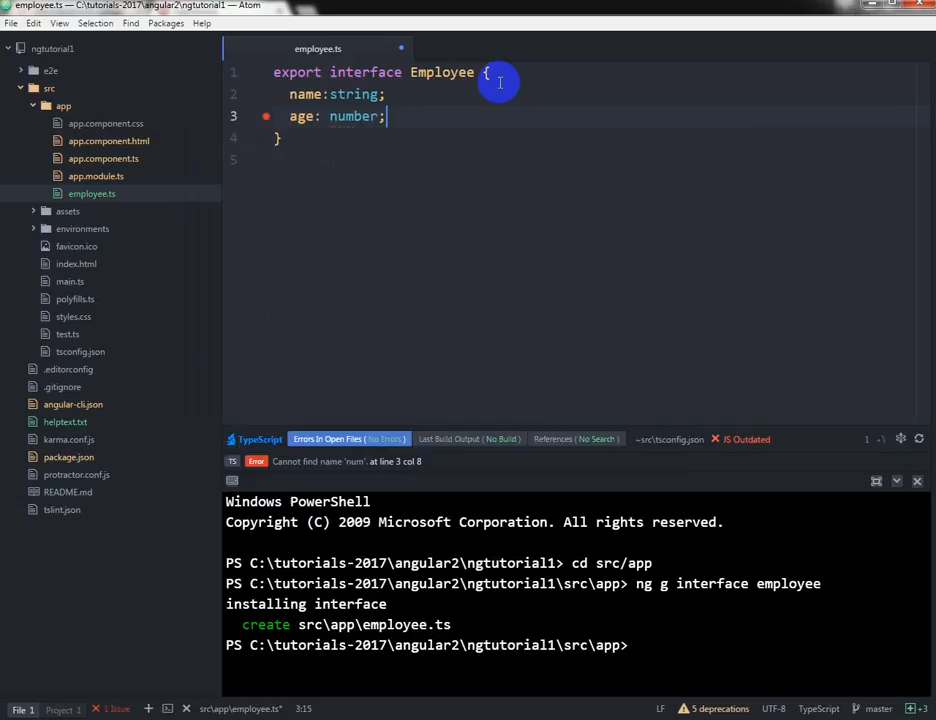 employee.ts — C:\tutorials-2017\angular2\ngtutorial1 — Atom
File Edit View Selection Find Packages Help
ngtutorial1
e2e
src
app
app.component.css
app.component.html
app.component.ts
app.module.ts
employee.ts
assets
environments
favicon.ico
index.html
main.ts
polyfills.ts
styles.css
test.ts
tsconfig.json
.editorconfig
.gitignore
angular-cli.json
helptext.txt
karma.conf.js
package.json
protractor.conf.js
README.md
tslint.json
employee.ts
1 export interface Employee {
2 name:string;
3 age: number;
4 }
5
TypeScript Errors In Open Files ( No Errors ) Last Build Output ( No Build ) References ( No Search ) ~src\tsconfig.json JS Outdated 1
TS Error Cannot find name 'num'. at line 3 col 8
Windows PowerShell
Copyright (C) 2009 Microsoft Corporation. All rights reserved.
PS C:\tutorials-2017\angular2\ngtutorial1> cd src/app
PS C:\tutorials-2017\angular2\ngtutorial1\src\app> ng g interface employee
installing interface
create src\app\employee.ts
PS C:\tutorials-2017\angular2\ngtutorial1\src\app>
File 1 Project 1 1 Issue src\app\employee.ts* 3:15 LF 5 deprecations UTF-8 TypeScript master +3